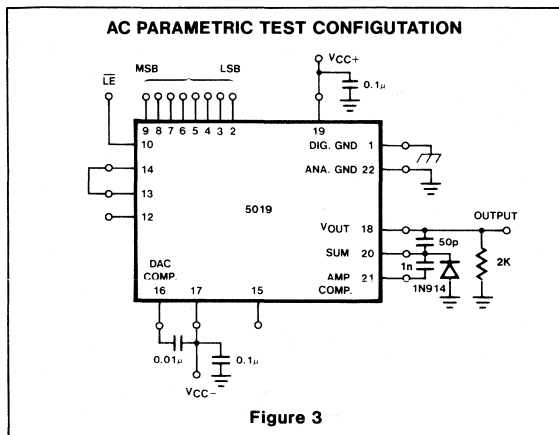 AC PARAMETRIC TEST CONFIGUTATION
VCC+
LE MSB LSB
0.1μ
9 8 7 6 5 4 3 2 19
10 DIG. GND 1
14 ANA. GND 22
13
12 5019 VOUT 18 OUTPUT
50p
DAC SUM 20
COMP. 1n 2K
AMP 21
16 17 15 COMP. 1N914
0.01μ 0.1μ
VCC−
Figure 3